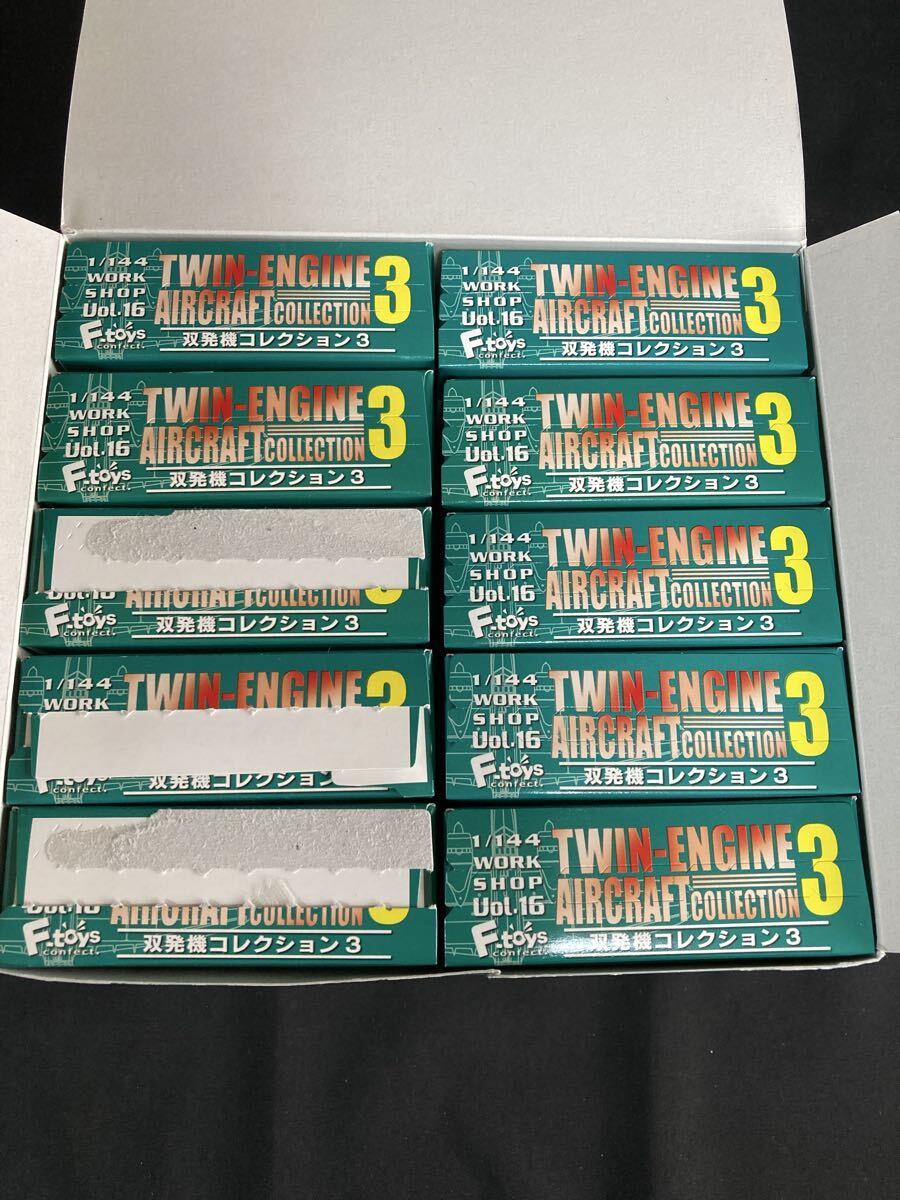 1/144
WORK
SHOP
Vol.16
F-toys
confect.
TWIN-ENGINE
AIRCRAFT COLLECTION 3
双発機コレクション3
1/144
WORK
SHOP
Vol.16
F-toys
confect.
TWIN-ENGINE
AIRCRAFT COLLECTION 3
双発機コレクション3
1/144
WORK
SHOP
Vol.16
F-toys
confect.
TWIN-ENGINE
AIRCRAFT COLLECTION 3
双発機コレクション3
1/144
WORK
SHOP
Vol.16
F-toys
confect.
TWIN-ENGINE
AIRCRAFT COLLECTION 3
双発機コレクション3
F-toys
confect.
AIRCRAFT COLLECTION
双発機コレクション3
1/144
WORK
SHOP
Vol.16
F-toys
confect.
TWIN-ENGINE
AIRCRAFT COLLECTION 3
双発機コレクション3
1/144
WORK
TWIN-ENGINE
双発機コレクション3
1/144
WORK
SHOP
Vol.16
F-toys
confect.
TWIN-ENGINE
AIRCRAFT COLLECTION 3
双発機コレクション3
F-toys
confect.
AIRCRAFT COLLECTION
双発機コレクション3
1/144
WORK
SHOP
Vol.16
F-toys
confect.
TWIN-ENGINE
AIRCRAFT COLLECTION 3
双発機コレクション3